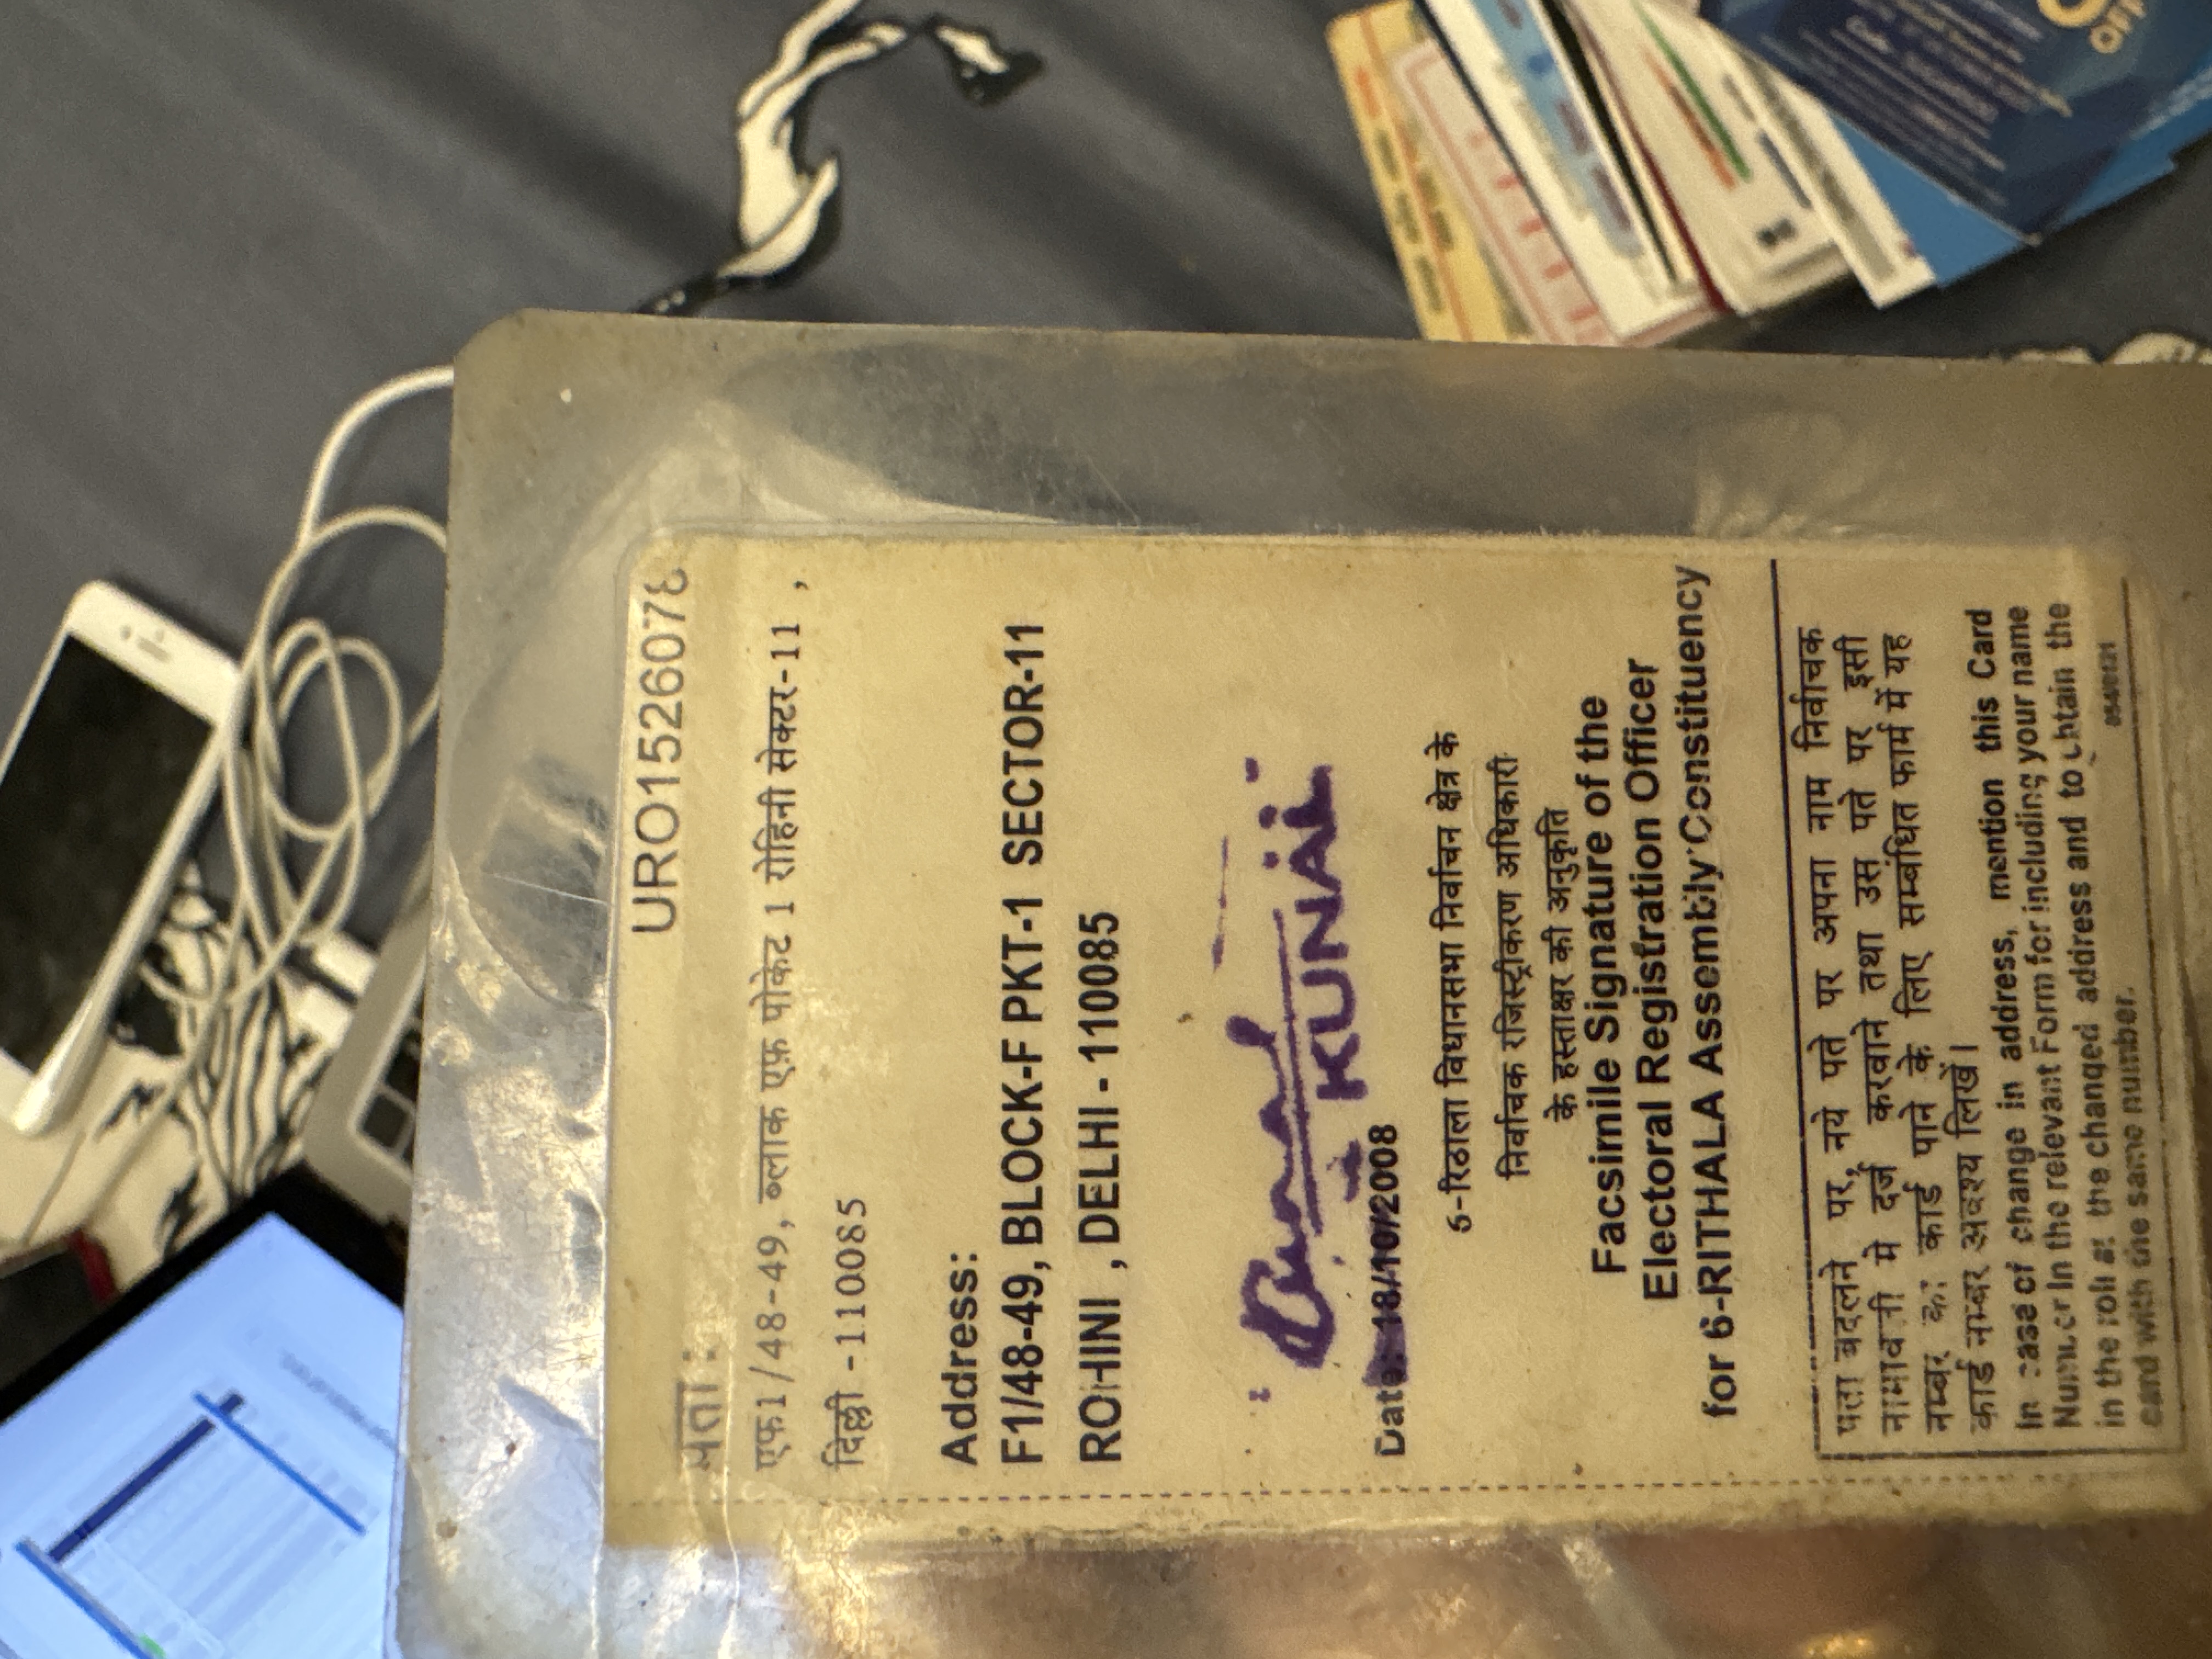 URO1526078
पता :
एफ1/48-49, ब्लाक एफ़ पोकेट 1 रोहिनी सेक्टर-11 ,
दिल्ली -110085
Address:
F1/48-49, BLOCK-F PKT-1 SECTOR-11
ROHINI , DELHI - 110085
KUNAL
Date: 18/10/2008
6-रिठाला विधानसभा निर्वाचन क्षेत्र के
निर्वाचक रजिस्ट्रीकरण अधिकारी
के हस्ताक्षर की अनुकृति
Facsimile Signature of the
Electoral Registration Officer
for 6-RITHALA Assembly Constituency
पता बदलने पर, नये पते पर अपना नाम निर्वाचक
नामावली में दर्ज करवाने तथा उस पते पर इसी
नम्बर का कार्ड पाने के लिए सम्बंधित फार्म में यह
कार्ड नम्बर अवश्य लिखें।
In case of change in address, mention this Card
Number in the relevant Form for including your name
in the roll at the changed address and to obtain the
card with the same number.